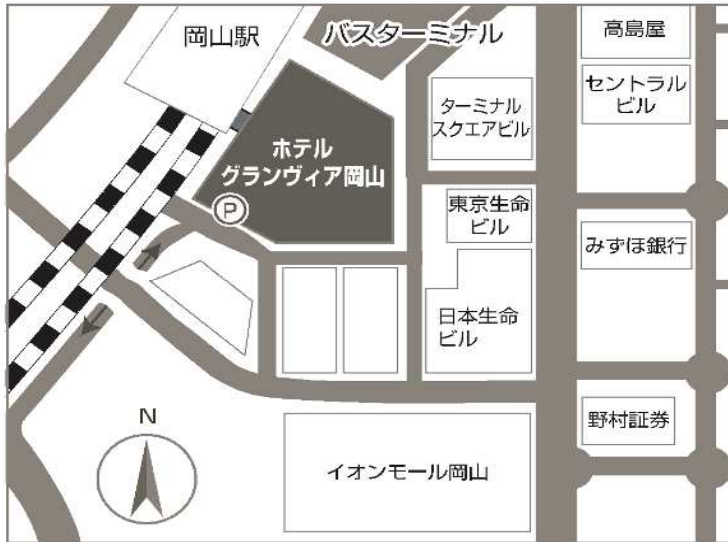 岡山駅
バスターミナル
高島屋
セントラル
ビル
ターミナル
スクエアビル
ホテル
グランヴィア岡山
P
東京生命
ビル
みずほ銀行
日本生命
ビル
野村証券
N
イオンモール岡山